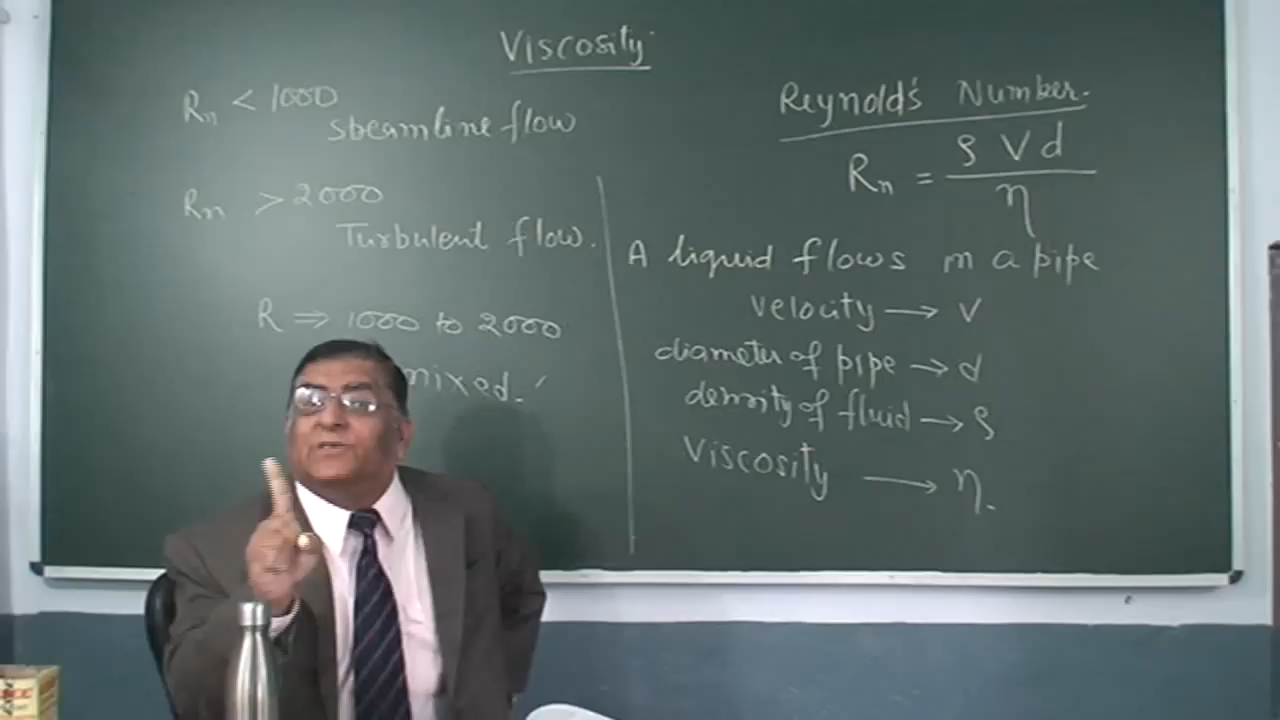 Viscosity
Rn < 1000
Streamline flow
Rn > 2000
Turbulent flow.
R ⇒ 1000 to 2000
mixed.
Reynold's Number.
Rn = ρ V d / η
A liquid flows in a pipe
velocity → v
diameter of pipe → d
density of fluid → ρ
Viscosity → η.